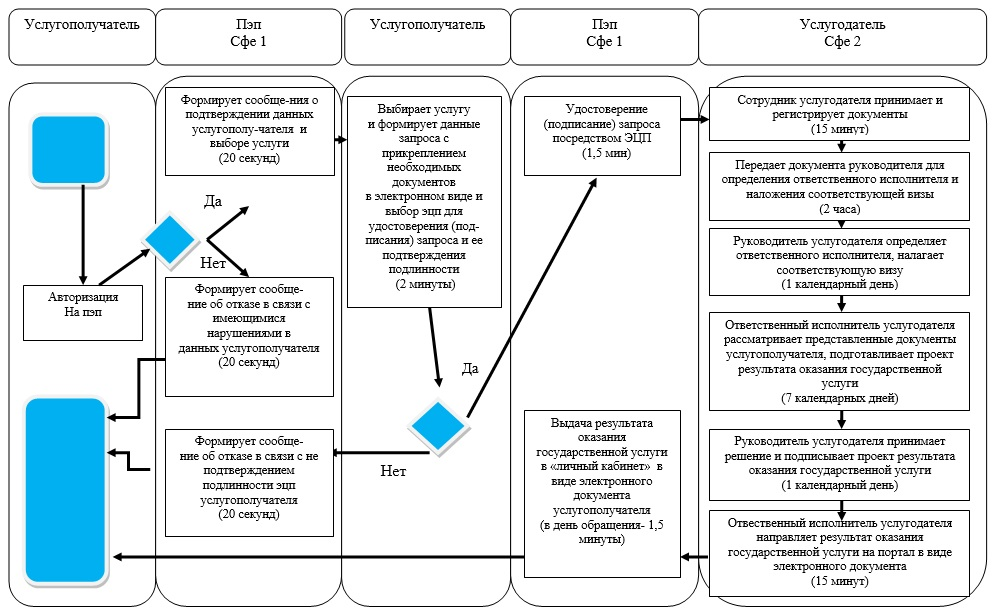 Услугополучатель
Пэп
Сфе 1
Услугополучатель
Пэп
Сфе 1
Услугодатель
Сфе 2
Авторизация
На пэп
Формирует сообще-ния о
подтверждении данных
услугополу-чателя и
выборе услуги
(20 секунд)
Да
Нет
Формирует сообще-
ние об отказе в связи с
имеющимися
нарушениями в
данных услугополучателя
(20 секунд)
Формирует сообще-
ние об отказе в связи с не
подтверждением
подлинности эцп
услугополучателя
(20 секунд)
Выбирает услугу
и формирует данные
запроса с
прикреплением
необходимых
документов
в электронном виде и
выбор эцп для
удостоверения (под-
писания) запроса и ее
подтверждения
подлинности
(2 минуты)
Да
Нет
Удостоверение
(подписание) запроса
посредством ЭЦП
(1,5 мин)
Выдача результата
оказания
государственной услуги
в «личный кабинет» в
виде электронного
документа
услугополучателя
(в день обращения- 1,5
минуты)
Сотрудник услугодателя принимает и
регистрирует документы
(15 минут)
Передает документа руководителя для
определения ответственного исполнителя и
наложения соответствующей визы
(2 часа)
Руководитель услугодателя определяет
ответственного исполнителя, налагает
соответствующую визу
(1 календарный день)
Ответственный исполнитель услугодателя
рассматривает представленные документы
услугополучателя, подготавливает проект
результата оказания государственной
услуги
(7 календарных дней)
Руководитель услугодателя принимает
решение и подписывает проект результата
оказания государственной услуги
(1 календарный день)
Отвественный исполнитель услугодателя
направляет результат оказания
государственной услуги на портал в виде
электронного документа
(15 минут)